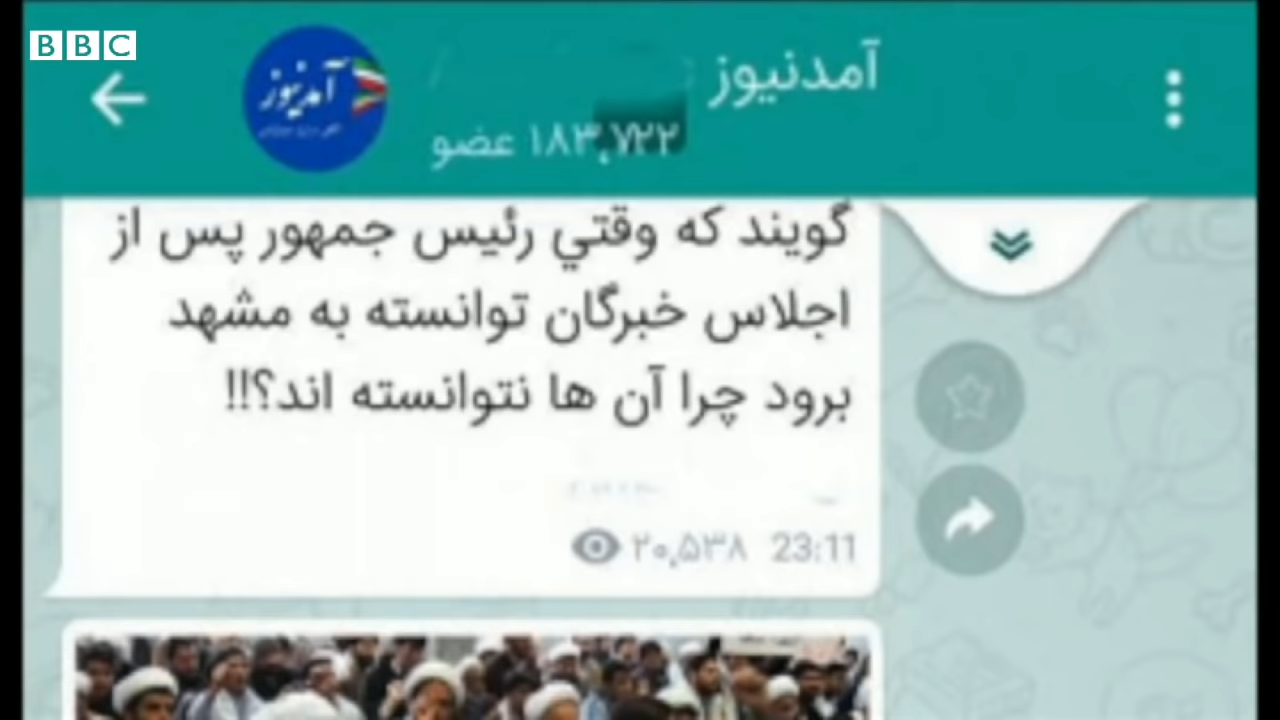 BBC
آمدنیوز
آمدنیوز
۱۸۳,۷۲۲ عضو
گویند که وقتي رئیس جمهور پس از
اجلاس خبرگان توانسته به مشهد
برود چرا آن ها نتوانسته اند؟!!
۲۰,۵۳۸ 23:11